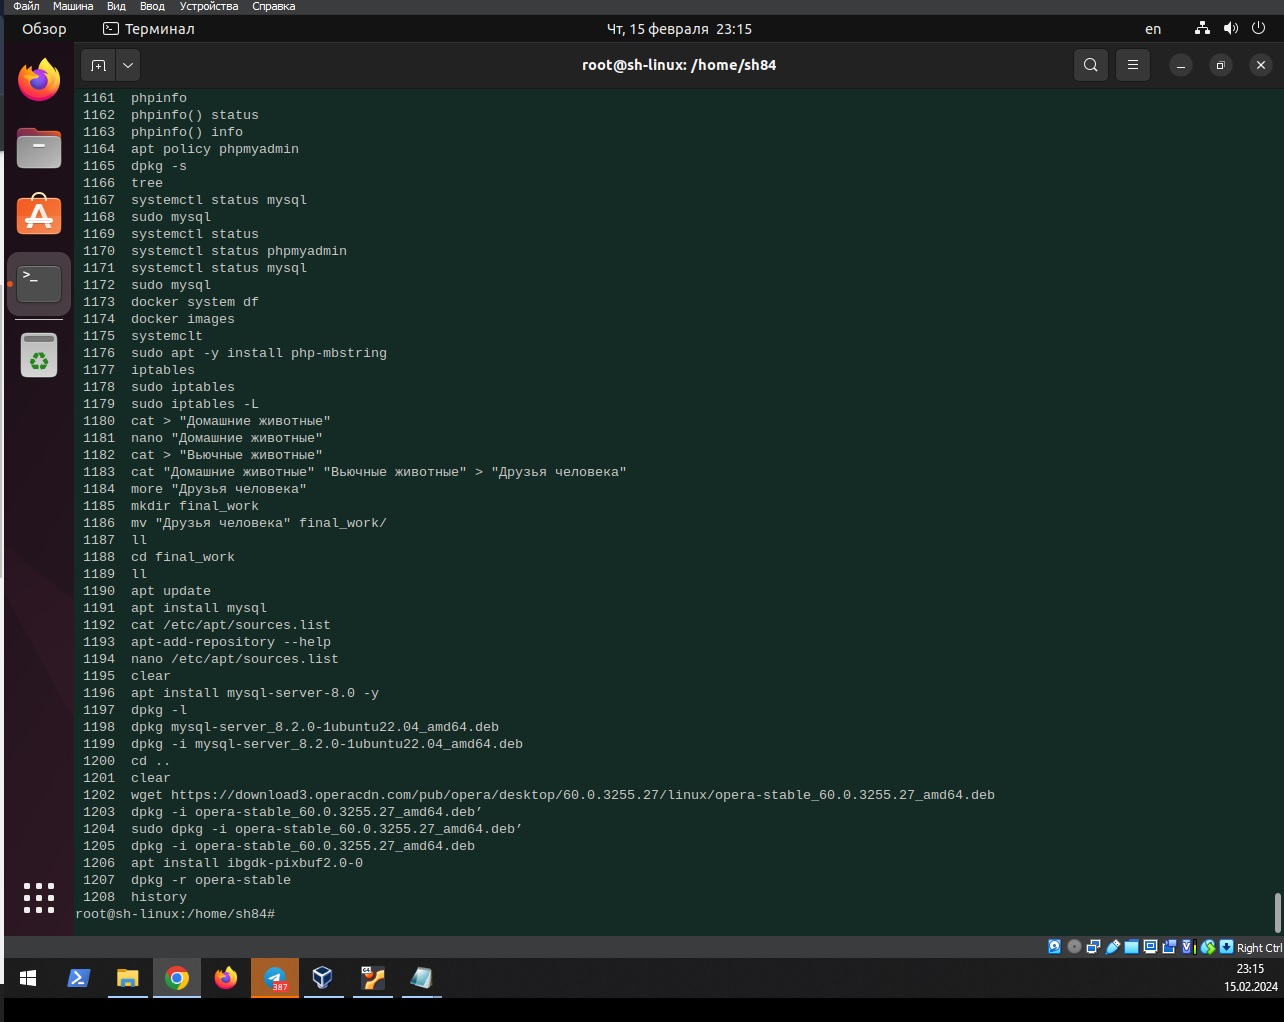 Файл Машина Вид Ввод Устройства Справка
Обзор Терминал Чт, 15 февраля 23:15 en
root@sh-linux: /home/sh84
1161 phpinfo
1162 phpinfo() status
1163 phpinfo() info
1164 apt policy phpmyadmin
1165 dpkg -s
1166 tree
1167 systemctl status mysql
1168 sudo mysql
1169 systemctl status
1170 systemctl status phpmyadmin
1171 systemctl status mysql
1172 sudo mysql
1173 docker system df
1174 docker images
1175 systemclt
1176 sudo apt -y install php-mbstring
1177 iptables
1178 sudo iptables
1179 sudo iptables -L
1180 cat > "Домашние животные"
1181 nano "Домашние животные"
1182 cat > "Вьючные животные"
1183 cat "Домашние животные" "Вьючные животные" > "Друзья человека"
1184 more "Друзья человека"
1185 mkdir final_work
1186 mv "Друзья человека" final_work/
1187 ll
1188 cd final_work
1189 ll
1190 apt update
1191 apt install mysql
1192 cat /etc/apt/sources.list
1193 apt-add-repository --help
1194 nano /etc/apt/sources.list
1195 clear
1196 apt install mysql-server-8.0 -y
1197 dpkg -l
1198 dpkg mysql-server_8.2.0-1ubuntu22.04_amd64.deb
1199 dpkg -i mysql-server_8.2.0-1ubuntu22.04_amd64.deb
1200 cd ..
1201 clear
1202 wget https://download3.operacdn.com/pub/opera/desktop/60.0.3255.27/linux/opera-stable_60.0.3255.27_amd64.deb
1203 dpkg -i opera-stable_60.0.3255.27_amd64.deb’
1204 sudo dpkg -i opera-stable_60.0.3255.27_amd64.deb’
1205 dpkg -i opera-stable_60.0.3255.27_amd64.deb
1206 apt install ibgdk-pixbuf2.0-0
1207 dpkg -r opera-stable
1208 history
root@sh-linux:/home/sh84#
Right Ctrl
387
23:15
15.02.2024